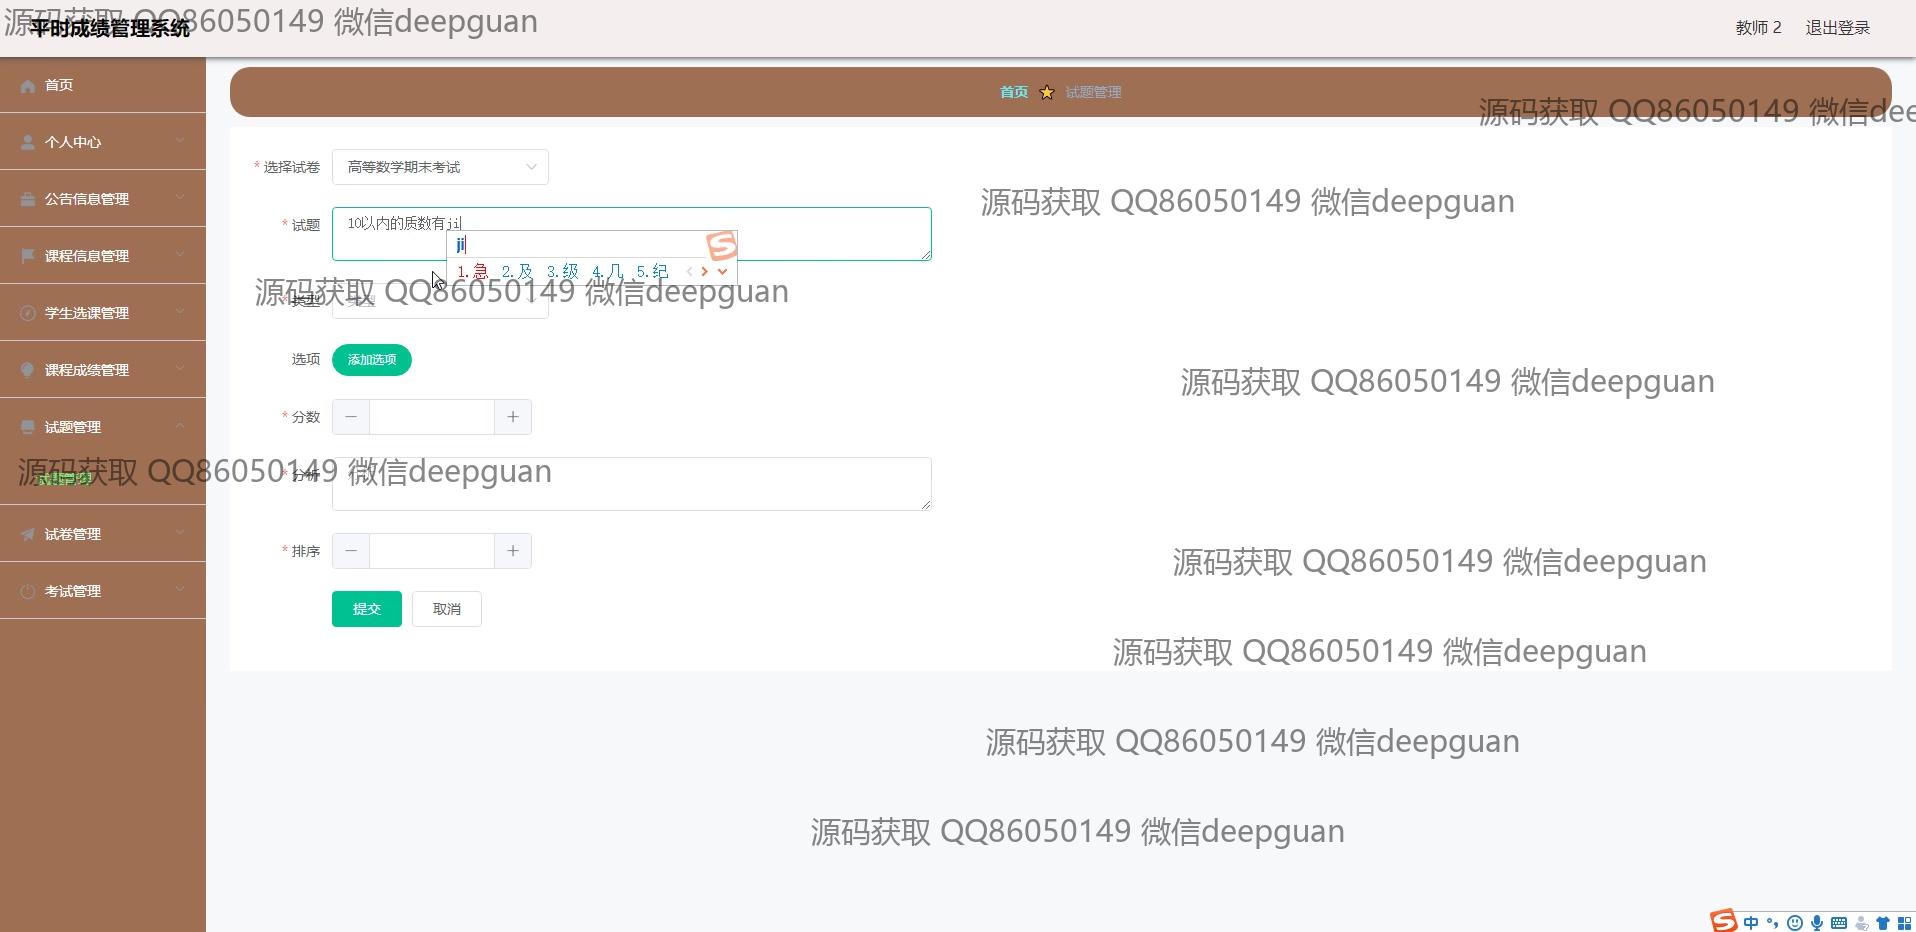 源码获取 QQ86050149 微信deepguan
平时成绩管理系统
教师 2 退出登录
首页
个人中心
公告信息管理
课程信息管理
学生选课管理
课程成绩管理
试题管理
试题管理
试卷管理
考试管理
首页 试题管理
源码获取 QQ86050149 微信dee
* 选择试卷 高等数学期末考试
源码获取 QQ86050149 微信deepguan
* 试题 10以内的质数有ji
ji
1.急 2.及 3.级 4.几 5.纪
源码获取 QQ86050149 微信deepguan
* 类型 类型
选项 添加选项
源码获取 QQ86050149 微信deepguan
* 分数
源码获取 QQ86050149 微信deepguan
* 分析
* 排序
源码获取 QQ86050149 微信deepguan
提交 取消
源码获取 QQ86050149 微信deepguan
源码获取 QQ86050149 微信deepguan
源码获取 QQ86050149 微信deepguan
中